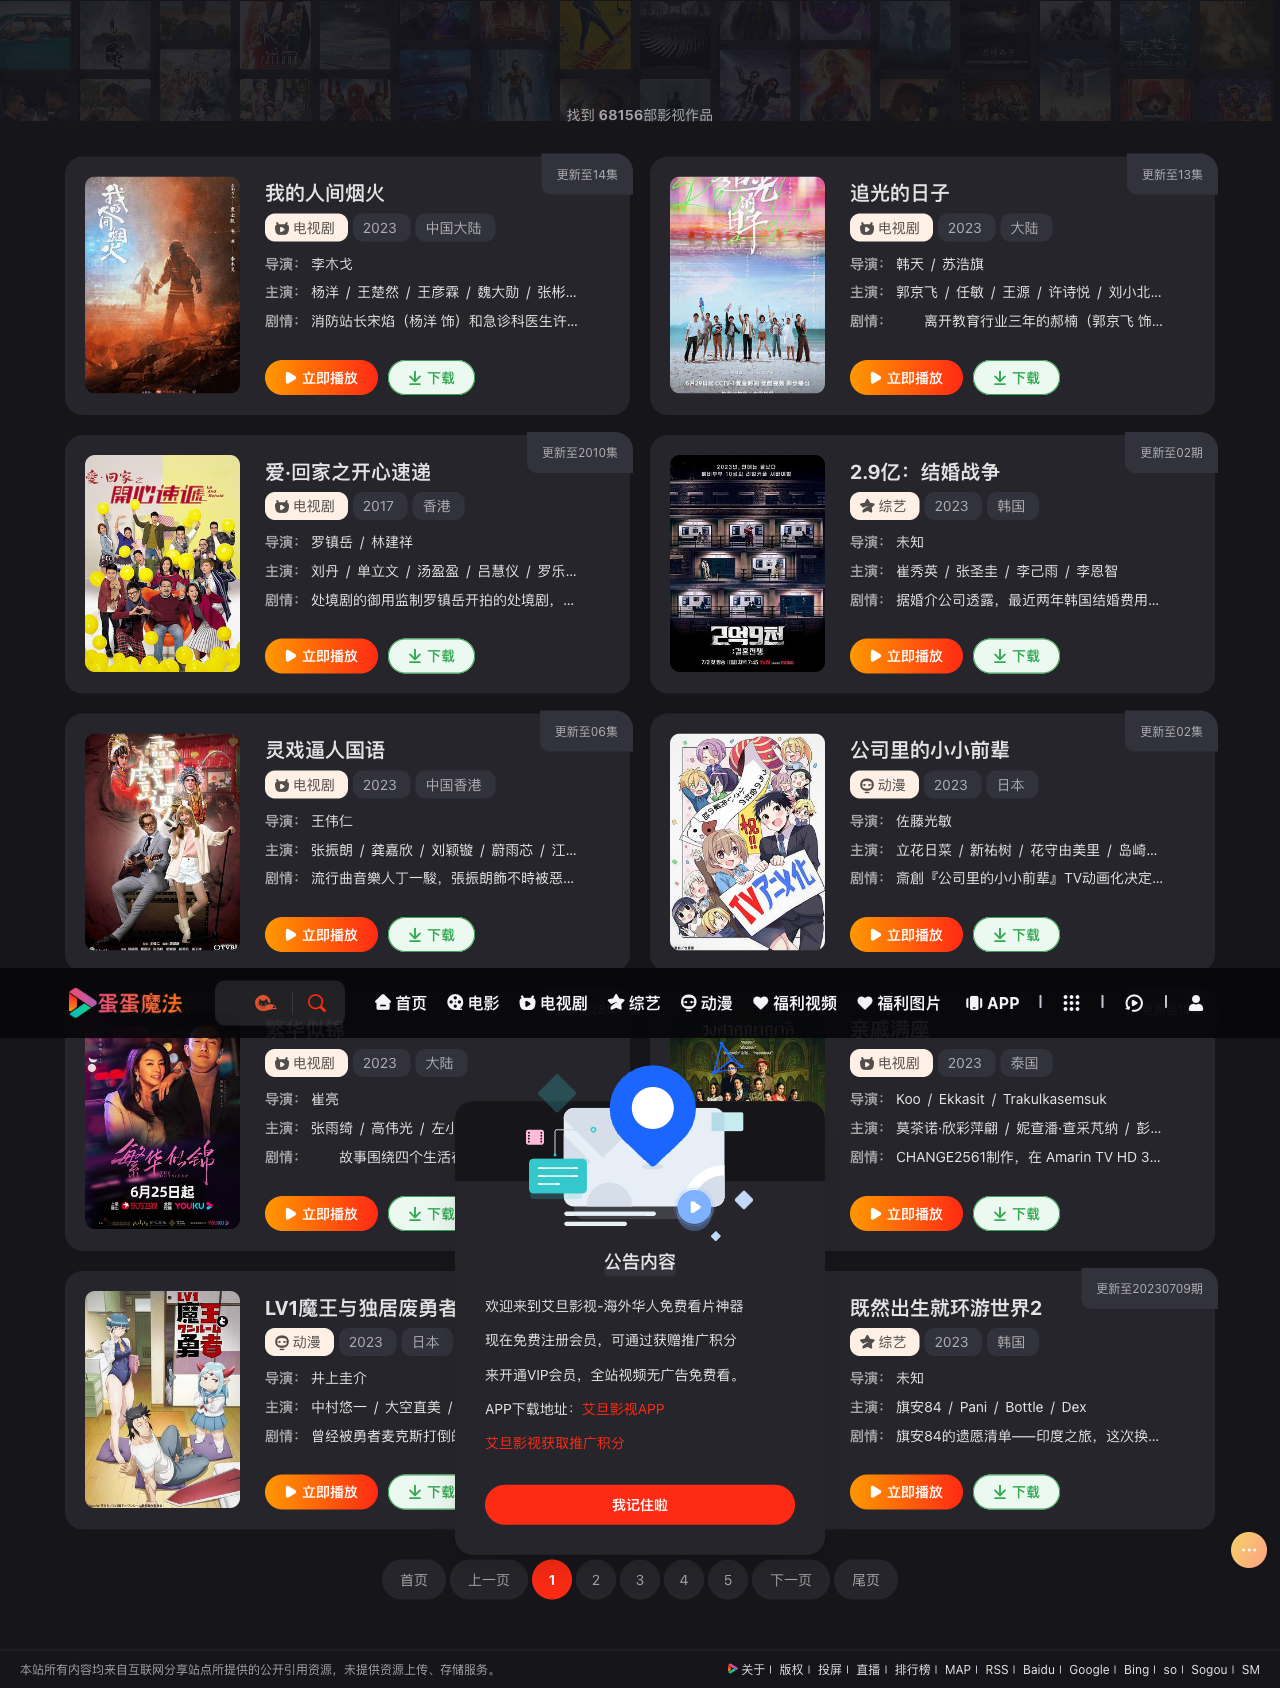 找到 68156部影视作品
更新至14集
我的人间烟火
电视剧 2023 中国大陆
导演： 李木戈
主演： 杨洋 / 王楚然 / 王彦霖 / 魏大勋 / 张彬...
剧情： 消防站长宋焰（杨洋 饰）和急诊科医生许...
立即播放 下载
更新至13集
追光的日子
电视剧 2023 大陆
导演： 韩天 / 苏浩旗
主演： 郭京飞 / 任敏 / 王源 / 许诗悦 / 刘小北...
剧情： 离开教育行业三年的郝楠（郭京飞 饰...
立即播放 下载
更新至2010集
爱·回家之开心速递
电视剧 2017 香港
导演： 罗镇岳 / 林建祥
主演： 刘丹 / 单立文 / 汤盈盈 / 吕慧仪 / 罗乐...
剧情： 处境剧的御用监制罗镇岳开拍的处境剧，...
立即播放 下载
更新至02期
2.9亿：结婚战争
综艺 2023 韩国
导演： 未知
主演： 崔秀英 / 张圣圭 / 李己雨 / 李恩智
剧情： 据婚介公司透露，最近两年韩国结婚费用...
立即播放 下载
更新至06集
灵戏逼人国语
电视剧 2023 中国香港
导演： 王伟仁
主演： 张振朗 / 龚嘉欣 / 刘颖镟 / 蔚雨芯 / 江...
剧情： 流行曲音樂人丁一駿，張振朗飾不時被惡...
立即播放 下载
更新至02集
公司里的小小前辈
动漫 2023 日本
导演： 佐藤光敏
主演： 立花日菜 / 新祐树 / 花守由美里 / 岛崎...
剧情： 斎創『公司里的小小前辈』TV动画化决定...
立即播放 下载
蛋蛋魔法
首页 电影 电视剧 综艺 动漫 福利视频 福利图片 APP
繁华似锦
电视剧 2023 大陆
导演： 崔亮
主演： 张雨绮 / 高伟光 / 左小
剧情： 故事围绕四个生活在
立即播放 下载
6月25日起
YOUKU
亲戚满座
电视剧 2023 泰国
导演： Koo / Ekkasit / Trakulkasemsuk
主演： 莫茶诺·欣彩萍翩 / 妮查潘·查采芃纳 / 彭...
剧情： CHANGE2561制作，在 Amarin TV HD 3...
立即播放 下载
LV1魔王与独居废勇者
动漫 2023 日本
导演： 井上圭介
主演： 中村悠一 / 大空直美 /
剧情： 曾经被勇者麦克斯打倒的
立即播放 下载
更新至20230709期
既然出生就环游世界2
综艺 2023 韩国
导演： 未知
主演： 旗安84 / Pani / Bottle / Dex
剧情： 旗安84的遗愿清单——印度之旅，这次换...
立即播放 下载
公告内容
欢迎来到艾旦影视-海外华人免费看片神器
现在免费注册会员，可通过获赠推广积分
来开通VIP会员，全站视频无广告免费看。
APP下载地址：艾旦影视APP
艾旦影视获取推广积分
我记住啦
首页 上一页 1 2 3 4 5 下一页 尾页
本站所有内容均来自互联网分享站点所提供的公开引用资源，未提供资源上传、存储服务。
关于 版权 投屏 直播 排行榜 MAP RSS Baidu Google Bing so Sogou SM